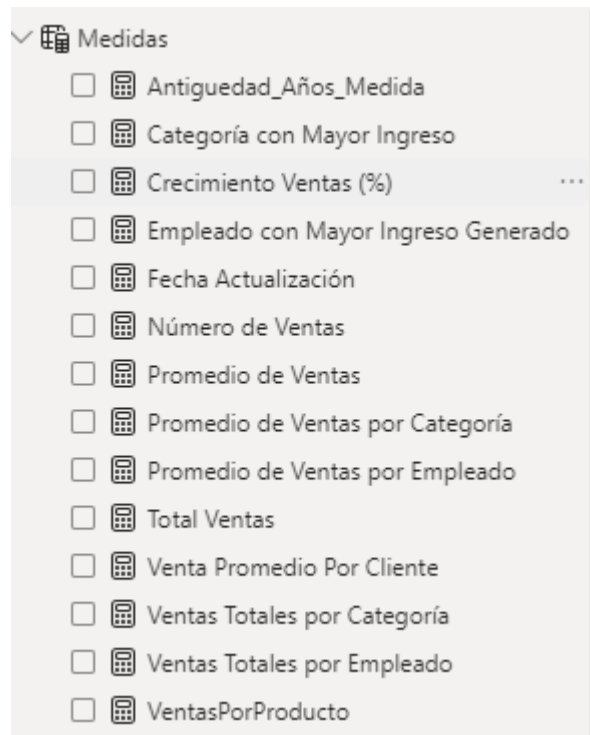 Medidas
Antiguedad_Años_Medida
Categoría con Mayor Ingreso
Crecimiento Ventas (%)
Empleado con Mayor Ingreso Generado
Fecha Actualización
Número de Ventas
Promedio de Ventas
Promedio de Ventas por Categoría
Promedio de Ventas por Empleado
Total Ventas
Venta Promedio Por Cliente
Ventas Totales por Categoría
Ventas Totales por Empleado
VentasPorProducto